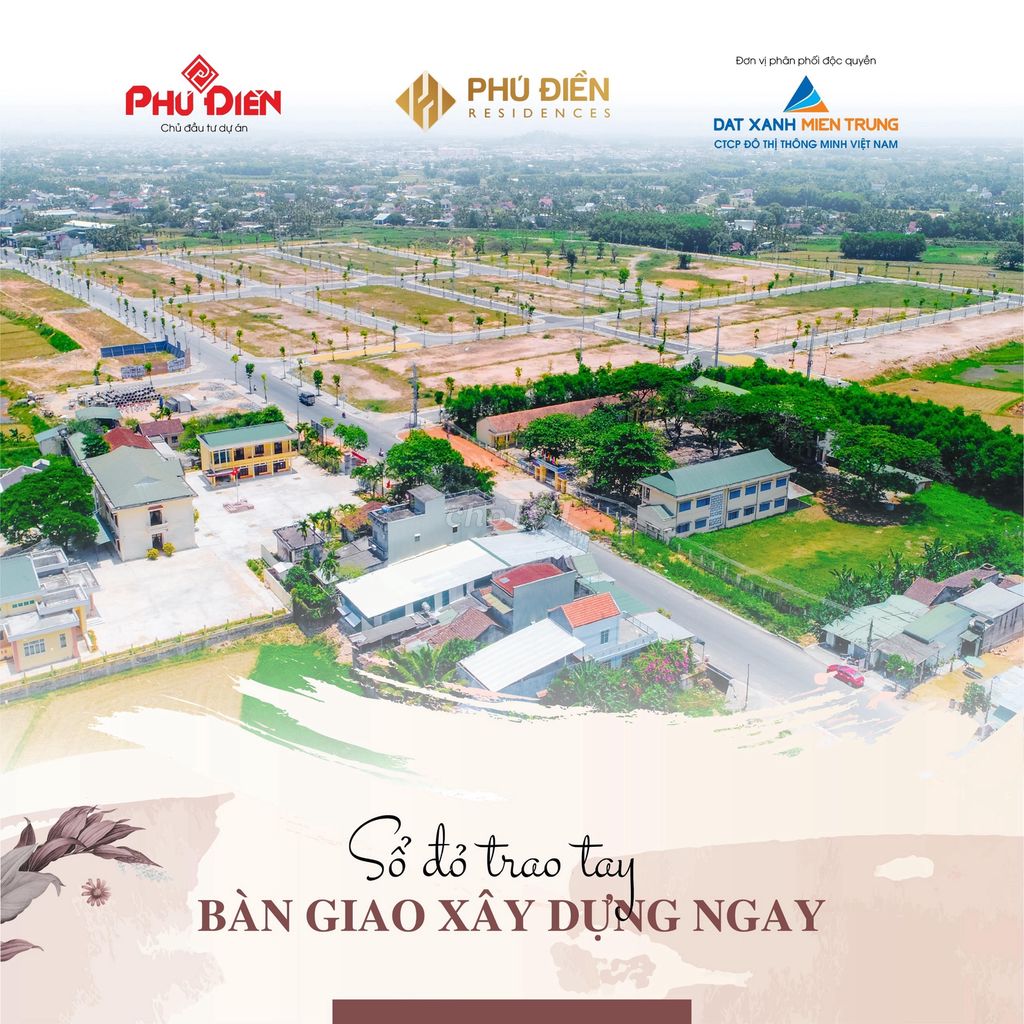 PHÚ ĐIỀN
Chủ đầu tư dự án
PHÚ ĐIỀN
RESIDENCES
Đơn vị phân phối độc quyền
DAT XANH MIEN TRUNG
CTCP ĐÔ THỊ THÔNG MINH VIỆT NAM
Sổ đỏ trao tay
BÀN GIAO XÂY DỰNG NGAY